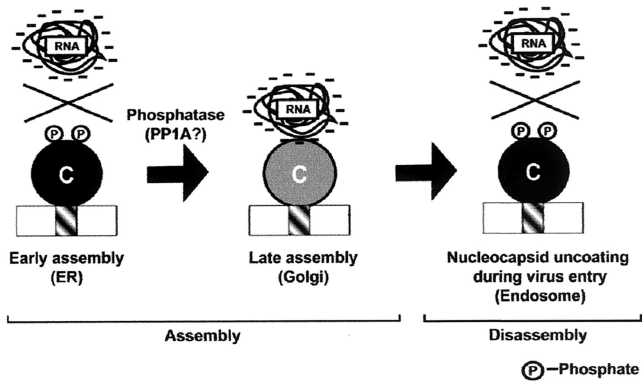 RNA
RNA
RNA
P P
Phosphatase
(PP1A?)
P P
C
C
C
Early assembly
(ER)
Late assembly
(Golgi)
Nucleocapsid uncoating
during virus entry
(Endosome)
Assembly
Disassembly
P–Phosphate